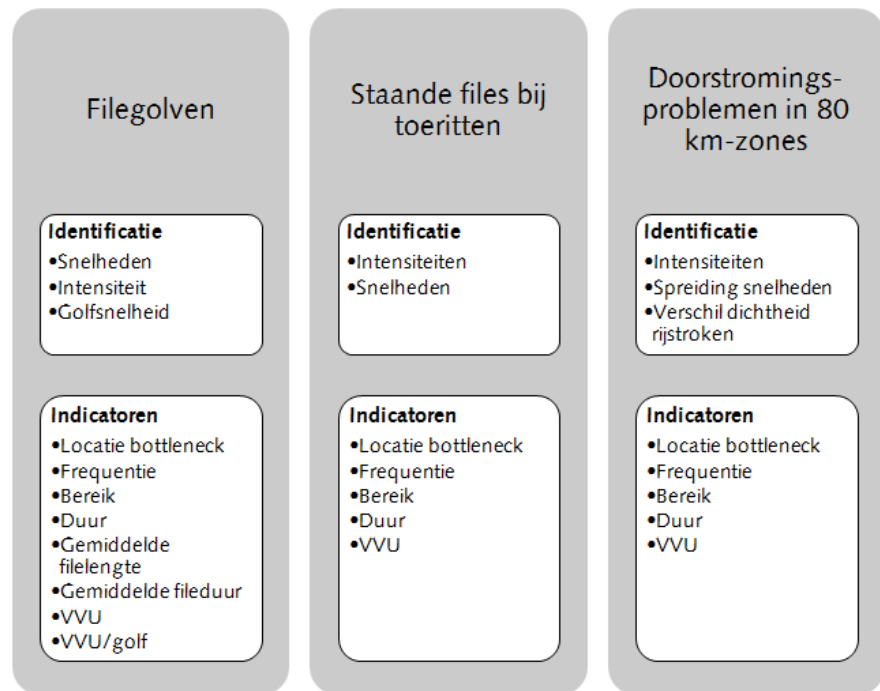 Filegolven
Identificatie
•Snelheden
•Intensiteit
•Golfsnelheid
Indicatoren
•Locatie bottleneck
•Frequentie
•Bereik
•Duur
•Gemiddelde
filelengte
•Gemiddelde fileduur
•VVU
•VVU/golf
Staande files bij
toeritten
Identificatie
•Intensiteiten
•Snelheden
Indicatoren
•Locatie bottleneck
•Frequentie
•Bereik
•Duur
•VVU
Doorstromings-
problemen in 80
km-zones
Identificatie
•Intensiteiten
•Spreiding snelheden
•Verschil dichtheid
rijstroken
Indicatoren
•Locatie bottleneck
•Frequentie
•Bereik
•Duur
•VVU